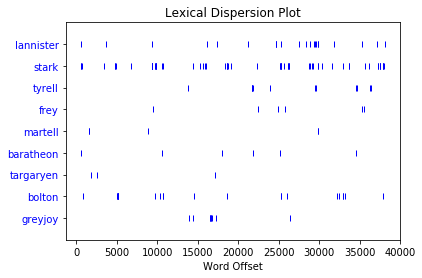 Lexical Dispersion Plot
lannister
stark
tyrell
frey
martell
baratheon
targaryen
bolton
greyjoy
0 5000 10000 15000 20000 25000 30000 35000 40000
Word Offset